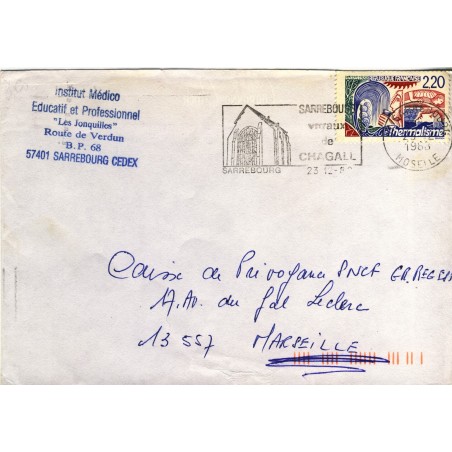 Institut Médico
Educatif et Professionnel
"Les Jonquilles"
Route de Verdun
B.P. 68
57401 SARREBOURG CEDEX
SARREBOURG
vitraux
de
CHAGALL
SARREBOURG
23-12-
REPUBLIQUE FRANÇAISE
2,20
thermalisme
1988
MOSELLE
Caisse de Prévoyance SNCF
Av. du Gal Leclerc
13 557 MARSEILLE